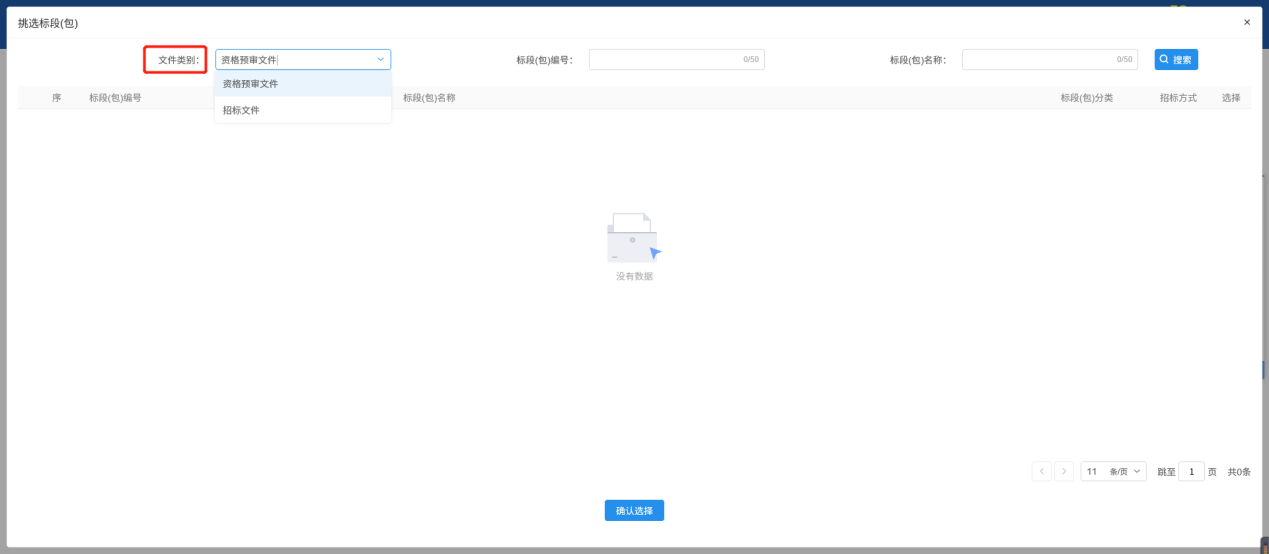 挑选标段(包)
×
文件类别：
资格预审文件
标段(包)编号：
0/50
标段(包)名称：
0/50
搜索
资格预审文件
招标文件
序
标段(包)编号
标段(包)名称
标段(包)分类
招标方式
选择
没有数据
11 条/页
跳至 1 页 共0条
确认选择